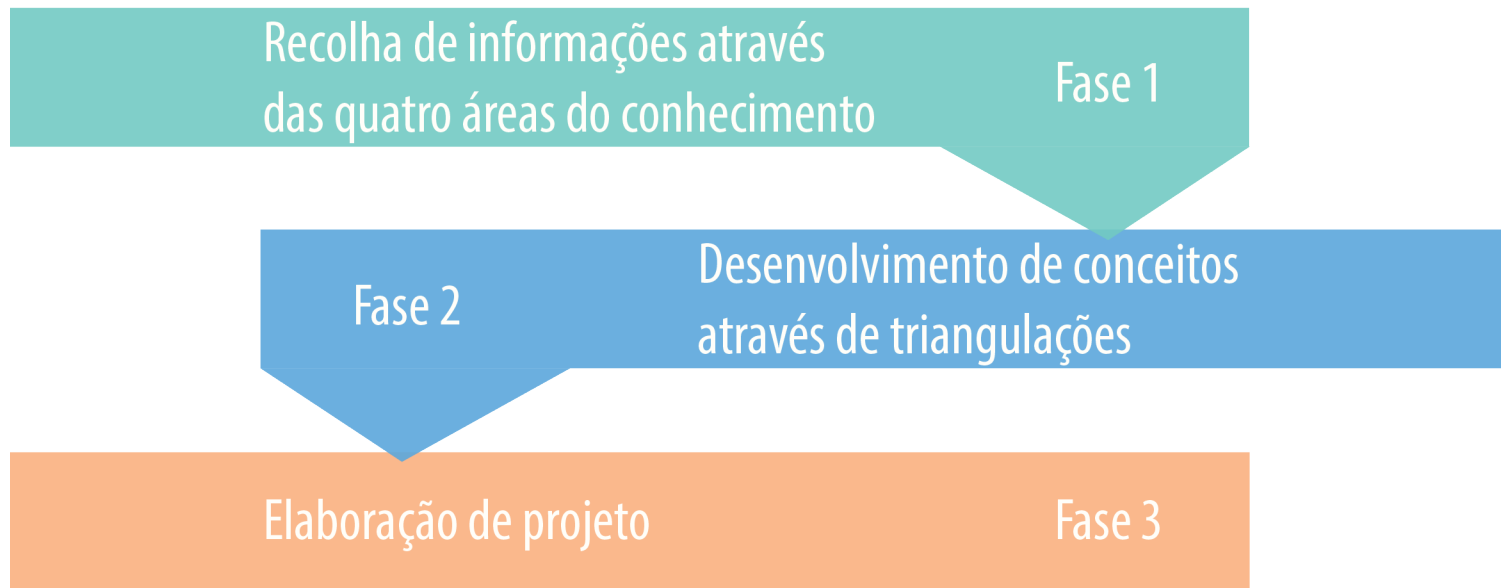 Recolha de informações através
das quatro áreas do conhecimento
Fase 1
Fase 2
Desenvolvimento de conceitos
através de triangulações
Elaboração de projeto
Fase 3